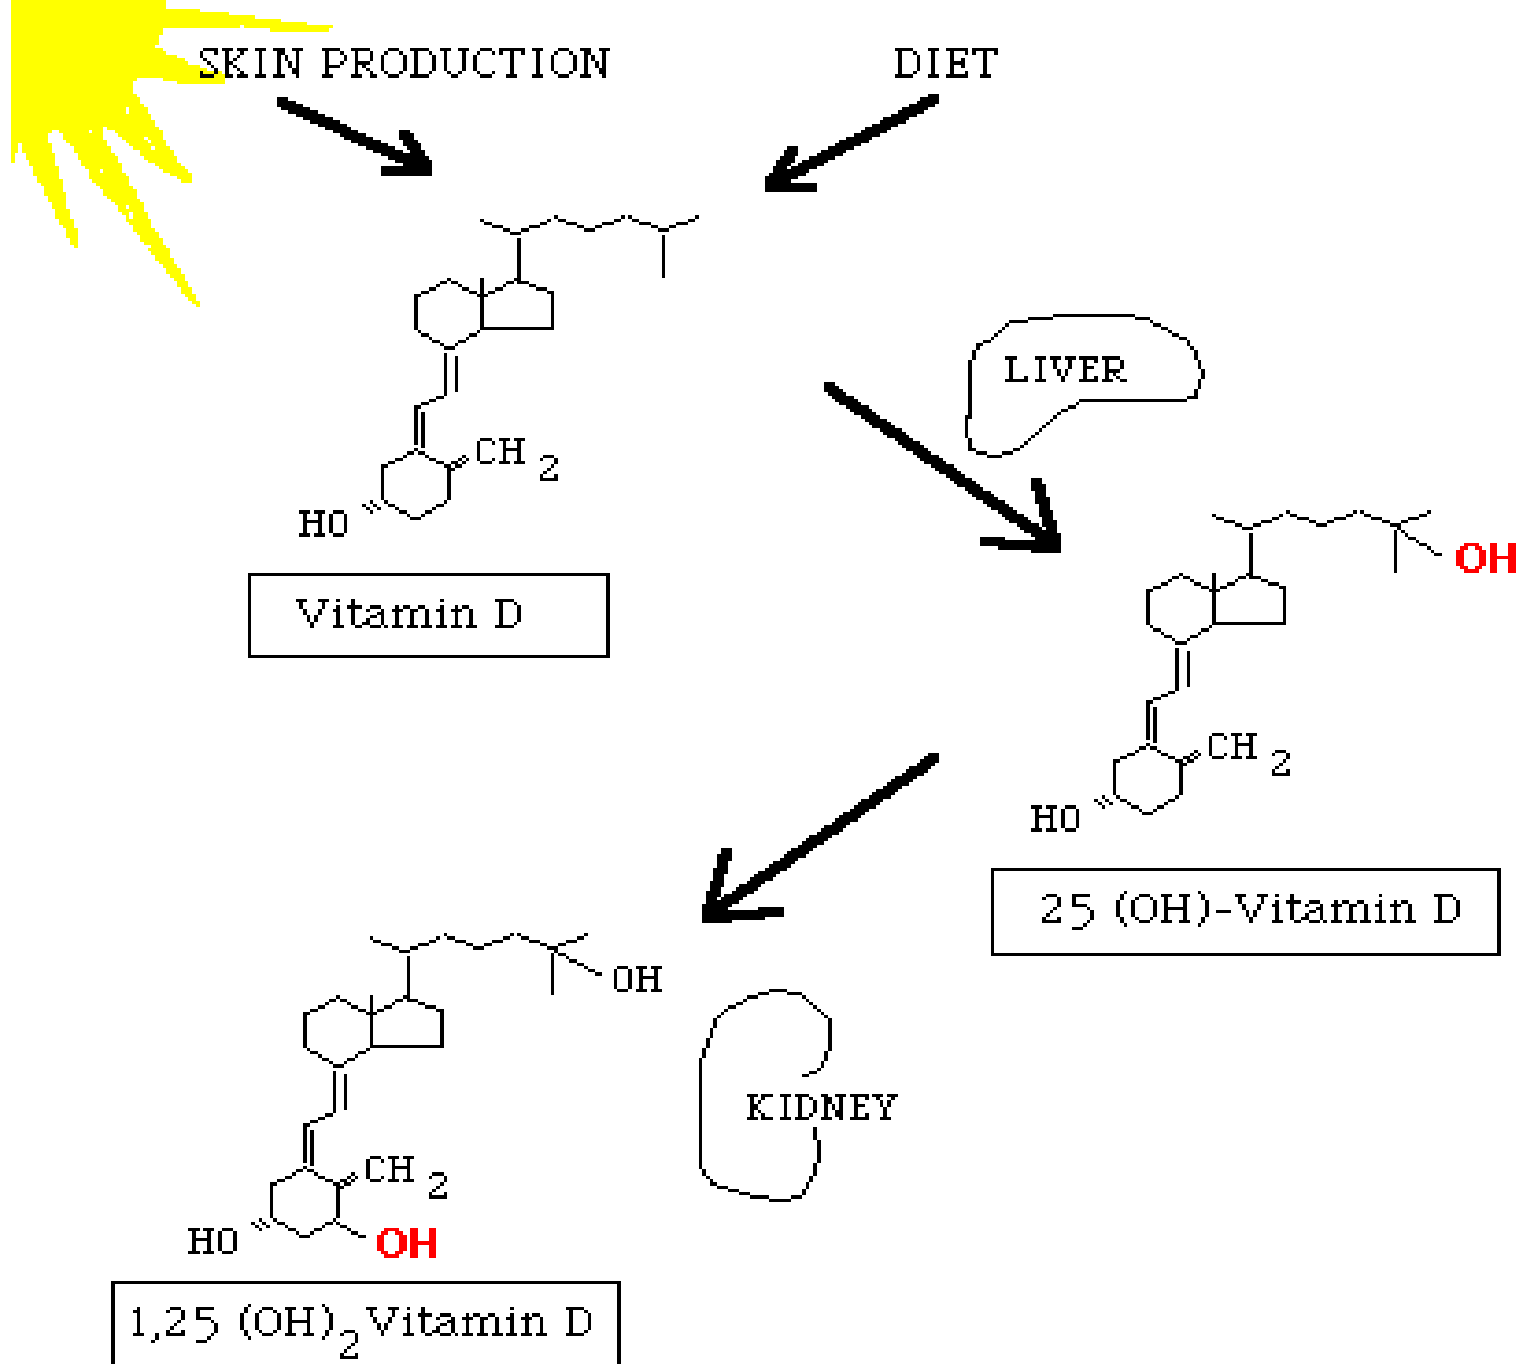 SKIN PRODUCTION
DIET
LIVER
CH 2
HO
Vitamin D
OH
CH 2
HO
25 (OH)-Vitamin D
OH
KIDNEY
CH 2
HO
OH
1,25 (OH)2 Vitamin D